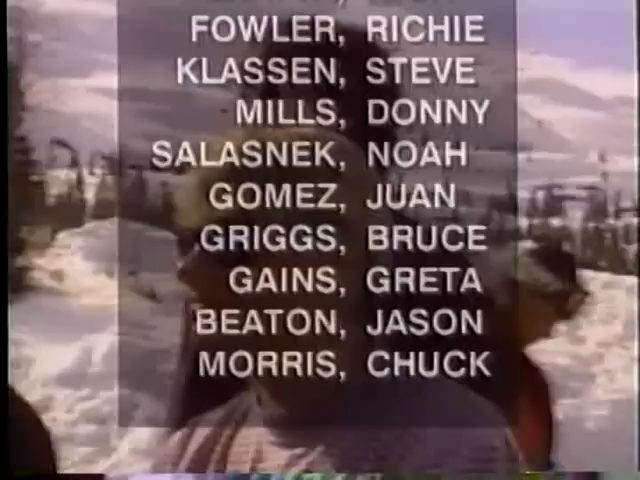 FOWLER, RICHIE
KLASSEN, STEVE
MILLS, DONNY
SALASNEK, NOAH
GOMEZ, JUAN
GRIGGS, BRUCE
GAINS, GRETA
BEATON, JASON
MORRIS, CHUCK